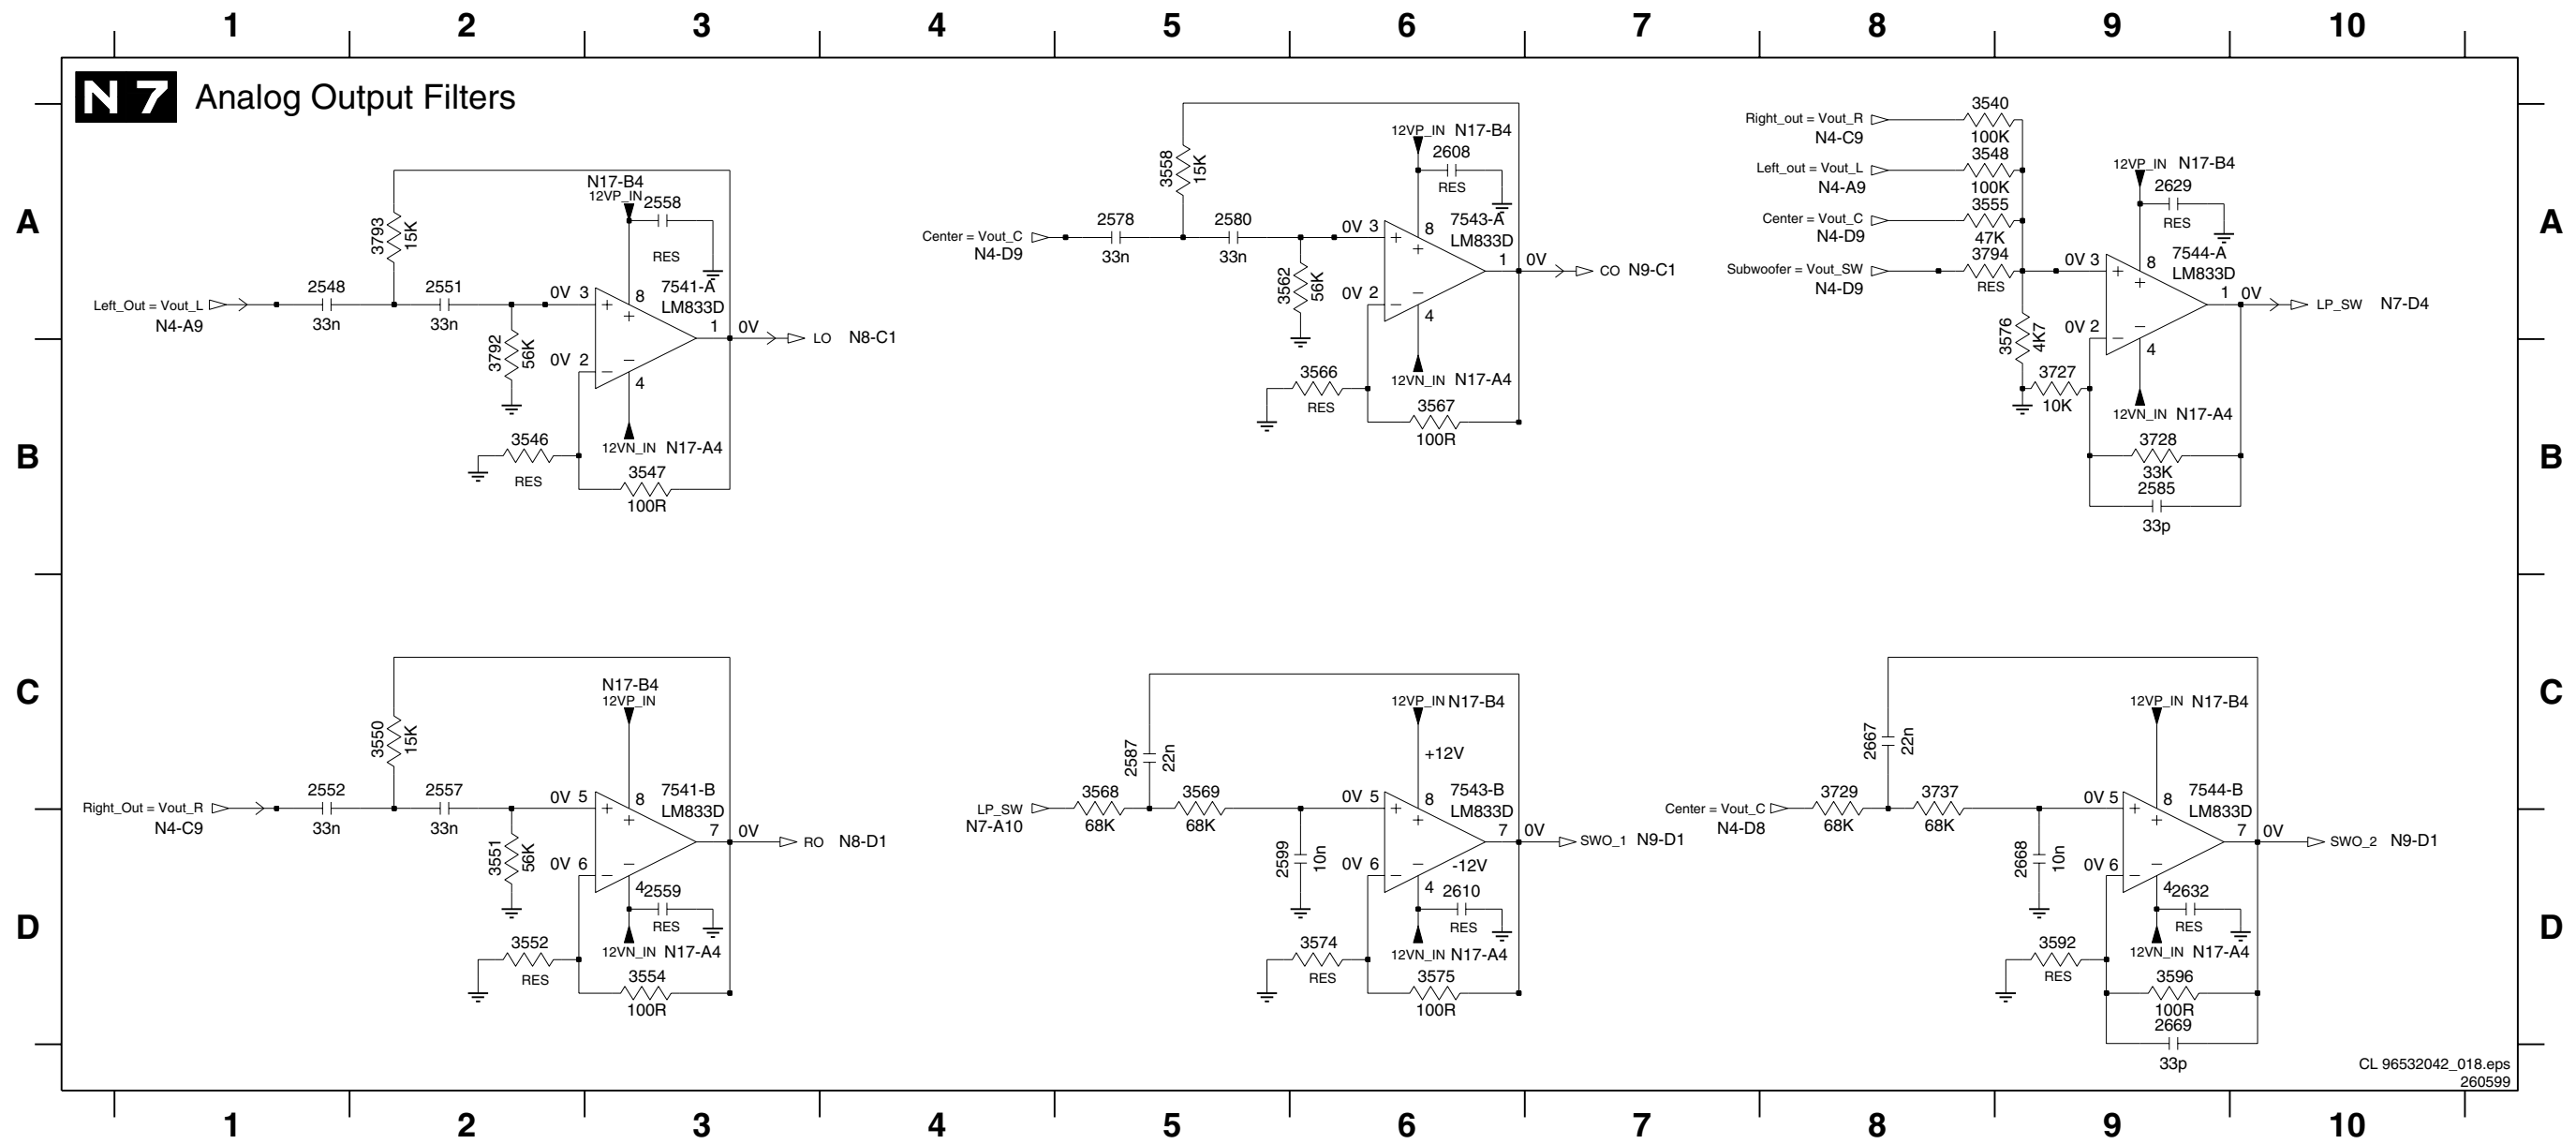 1 2 3 4 5 6 7 8 9 10
N 7 Analog Output Filters
A
B
C
D
A
B
C
D
3793
15K
N17-B4
12VP_IN
2558
RES
2548
33n
2551
33n
Left_Out = Vout_L
N4-A9
0V 3
8
7541-A
LM833D
1 0V
LO N8-C1
3792
56K
0V 2
4
12VN_IN N17-A4
3546
RES
3547
100R
3558
15K
12VP_IN N17-B4
2608
RES
Center = Vout_C
N4-D9
2578
33n
2580
33n
0V 3
8
7543-A
LM833D
1 0V
CO N9-C1
3562
56K
0V 2
4
12VN_IN N17-A4
3566
RES
3567
100R
Right_out = Vout_R
N4-C9
3540
100K
Left_out = Vout_L
N4-A9
3548
100K
Center = Vout_C
N4-D9
3555
47K
Subwoofer = Vout_SW
N4-D9
3794
RES
12VP_IN N17-B4
2629
RES
0V 3
8
7544-A
LM833D
1 0V
LP_SW N7-D4
3576
4K7
0V 2
4
3727
10K
12VN_IN N17-A4
3728
33K
2585
33p
3550
15K
N17-B4
12VP_IN
Right_Out = Vout_R
N4-C9
2552
33n
2557
33n
0V 5
8
7541-B
LM833D
7 0V
RO N8-D1
3551
56K
0V 6
4
2559
RES
12VN_IN N17-A4
3552
RES
3554
100R
2587
22n
12VP_IN N17-B4
+12V
LP_SW
N7-A10
3568
68K
3569
68K
0V 5
8
7543-B
LM833D
7 0V
SWO_1 N9-D1
2599
10n
0V 6
-12V
4
2610
RES
12VN_IN N17-A4
3574
RES
3575
100R
2667
22n
12VP_IN N17-B4
Center = Vout_C
N4-D8
3729
68K
3737
68K
0V 5
8
7544-B
LM833D
7 0V
SWO_2 N9-D1
2668
10n
0V 6
4
2632
RES
12VN_IN N17-A4
3592
RES
3596
100R
2669
33p
CL 96532042_018.eps
260599
1 2 3 4 5 6 7 8 9 10